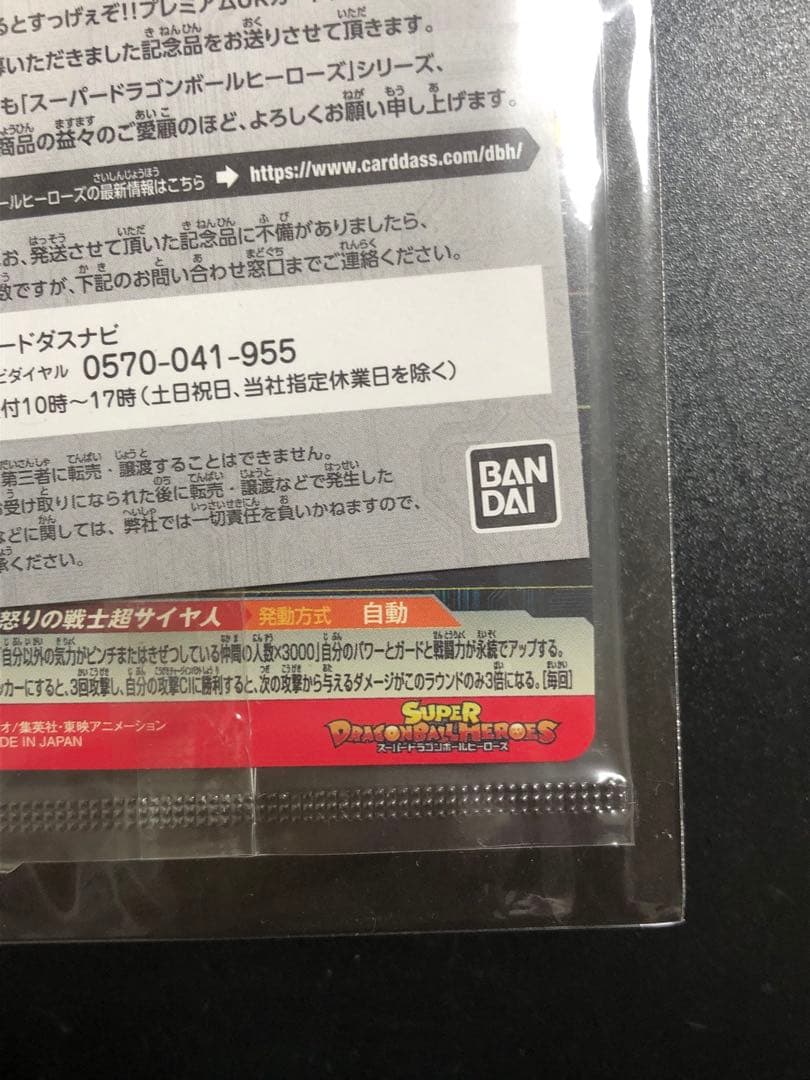 るとすっげぇぞ!!プレミアムURカード
いただきました記念品をお送りさせて頂きます。
も「スーパードラゴンボールヒーローズ」シリーズ、
商品の益々のご愛顧のほど、よろしくお願い申し上げます。
ールヒーローズの最新情報はこちら ➡ https://www.carddass.com/dbh/
お、発送させて頂いた記念品に不備がありましたら、
数ですが、下記のお問い合わせ窓口までご連絡ください。
ードダスナビ
ビダイヤル 0570-041-955
付10時〜17時(土日祝日、当社指定休業日を除く)
第三者に転売・譲渡することはできません。
お受け取りになられた後に転売・譲渡などで発生した
などに関しては、弊社では一切責任を負いかねますので、
承ください。
BAN
DAI
怒りの戦士超サイヤ人 発動方式 自動
「自分以外の気力がピンチまたはきぜつしている仲間の人数×3000」自分のパワーとガードと戦闘力が永続でアップする。
ッカーにすると、3回攻撃し、自分の攻撃CIに勝利すると、次の攻撃から与えるダメージがこのラウンドのみ3倍になる。[毎回]
オ/集英社・東映アニメーション
DE IN JAPAN
SUPER
DRAGONBALL HEROES
スーパードラゴンボールヒーローズ